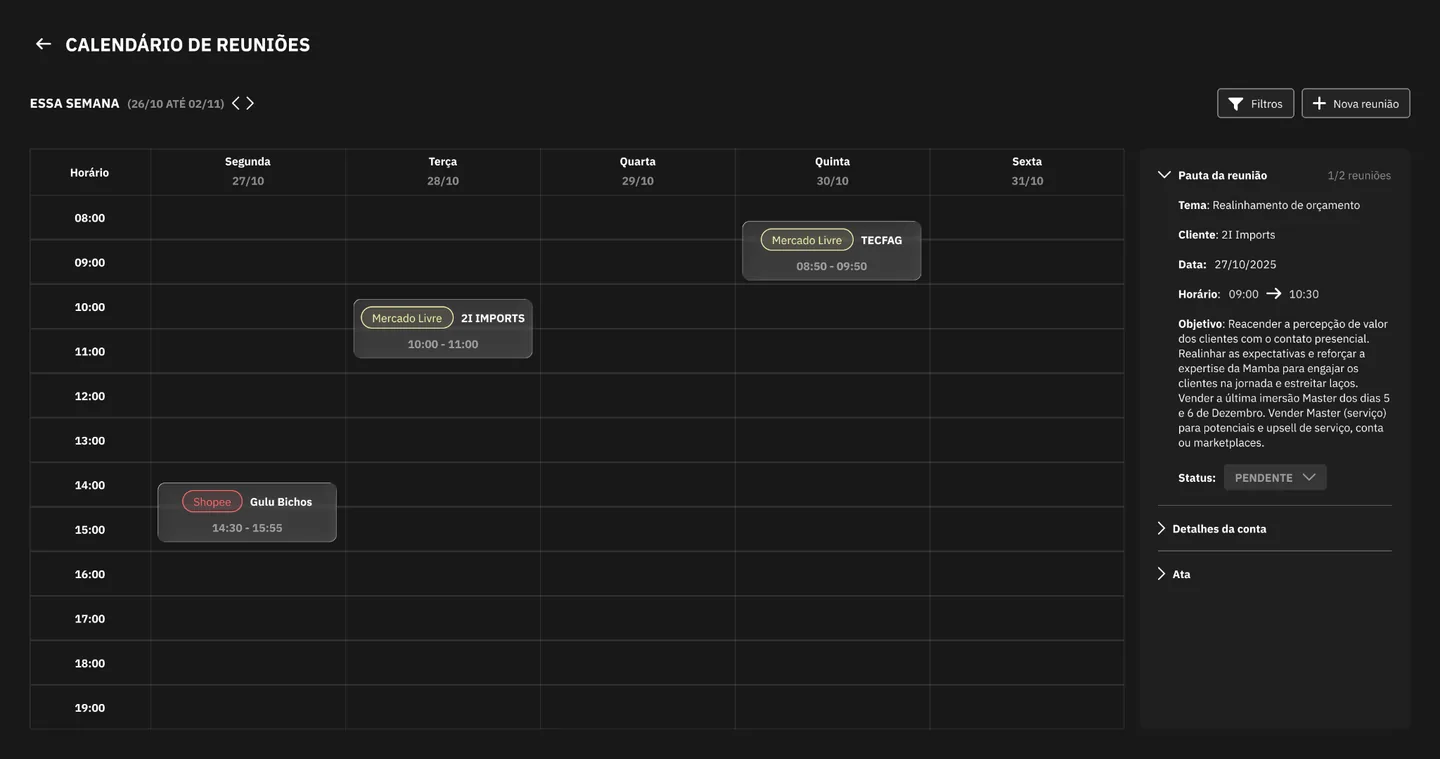 CALENDÁRIO DE REUNIÕES
ESSA SEMANA (26/10 ATÉ 02/11)
Filtros
Nova reunião
Horário
Segunda
27/10
Terça
28/10
Quarta
29/10
Quinta
30/10
Sexta
31/10
08:00
Mercado Livre TECFAG
08:50 - 09:50
09:00
10:00
Mercado Livre 2I IMPORTS
10:00 - 11:00
11:00
12:00
13:00
14:00
Shopee Gulu Bichos
14:30 - 15:55
15:00
16:00
17:00
18:00
19:00
Pauta da reunião 1/2 reuniões
Tema: Realinhamento de orçamento
Cliente: 2I Imports
Data: 27/10/2025
Horário: 09:00 → 10:30
Objetivo: Reacender a percepção de valor
dos clientes com o contato presencial.
Realinhar as expectativas e reforçar a
expertise da Mamba para engajar os
clientes na jornada e estreitar laços.
Vender a última imersão Master dos dias 5
e 6 de Dezembro. Vender Master (serviço)
para potenciais e upsell de serviço, conta
ou marketplaces.
Status: PENDENTE
Detalhes da conta
Ata